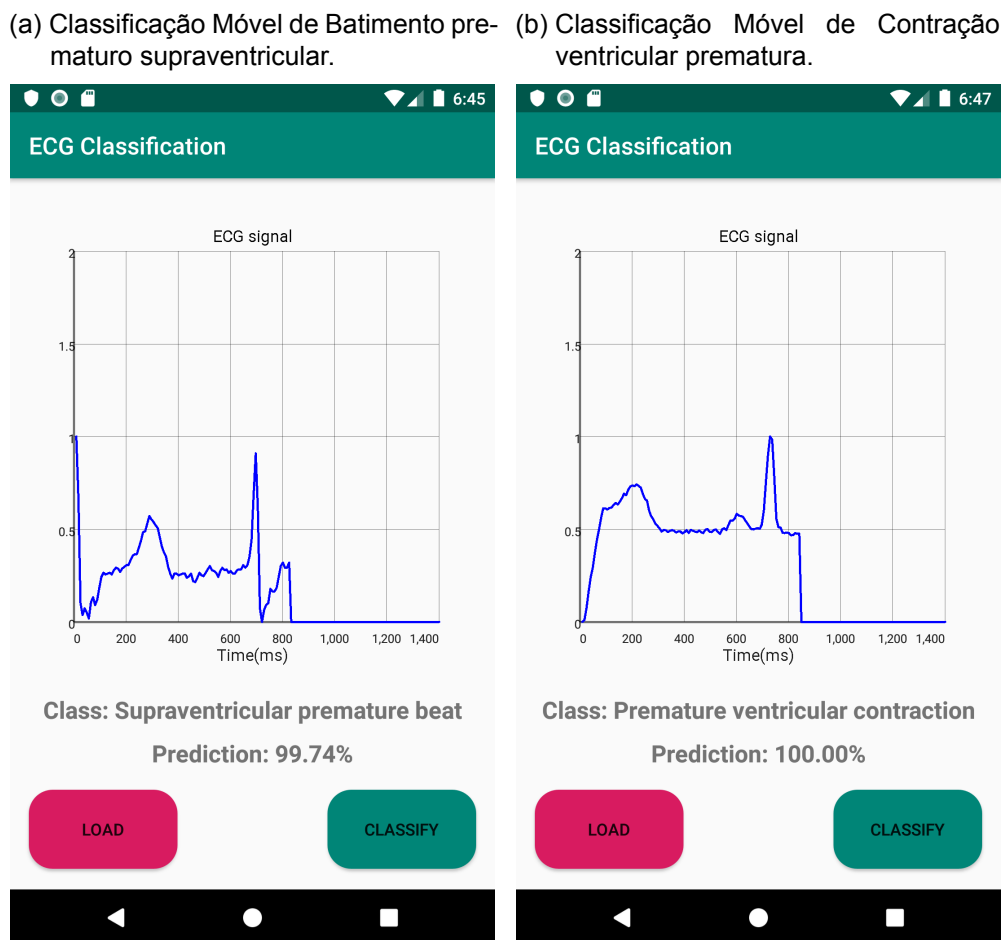 (a) Classificação Móvel de Batimento pre-
maturo supraventricular.
6:45
ECG Classification
ECG signal
2
1.5
1
0.5
0
0 200 400 600 800 1,000 1,200 1,400
Time(ms)
Class: Supraventricular premature beat
Prediction: 99.74%
LOAD CLASSIFY
(b) Classificação Móvel de Contração
ventricular prematura.
6:47
ECG Classification
ECG signal
2
1.5
1
0.5
0
0 200 400 600 800 1,000 1,200 1,400
Time(ms)
Class: Premature ventricular contraction
Prediction: 100.00%
LOAD CLASSIFY